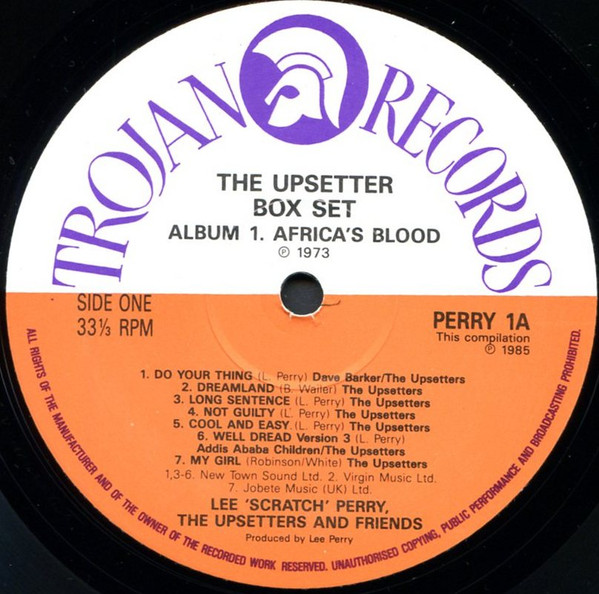 TROJAN RECORDS
THE UPSETTER
BOX SET
ALBUM 1. AFRICA'S BLOOD
℗ 1973
SIDE ONE
33⅓ RPM
PERRY 1A
This compilation
℗ 1985
1. DO YOUR THING (L. Perry) Dave Barker/The Upsetters
2. DREAMLAND (B. Wailer) The Upsetters
3. LONG SENTENCE (L. Perry) The Upsetters
4. NOT GUILTY (L. Perry) The Upsetters
5. COOL AND EASY (L. Perry) The Upsetters
6. WELL DREAD Version 3 (L. Perry)
Addis Ababa Children/The Upsetters
7. MY GIRL (Robinson/White) The Upsetters
1,3-6. New Town Sound Ltd. 2. Virgin Music Ltd.
7. Jobete Music (UK) Ltd.
LEE 'SCRATCH' PERRY,
THE UPSETTERS AND FRIENDS
Produced by Lee Perry
ALL RIGHTS OF THE MANUFACTURER AND OF THE OWNER OF THE RECORDED WORK RESERVED. UNAUTHORISED COPYING, PUBLIC PERFORMANCE AND BROADCASTING PROHIBITED.